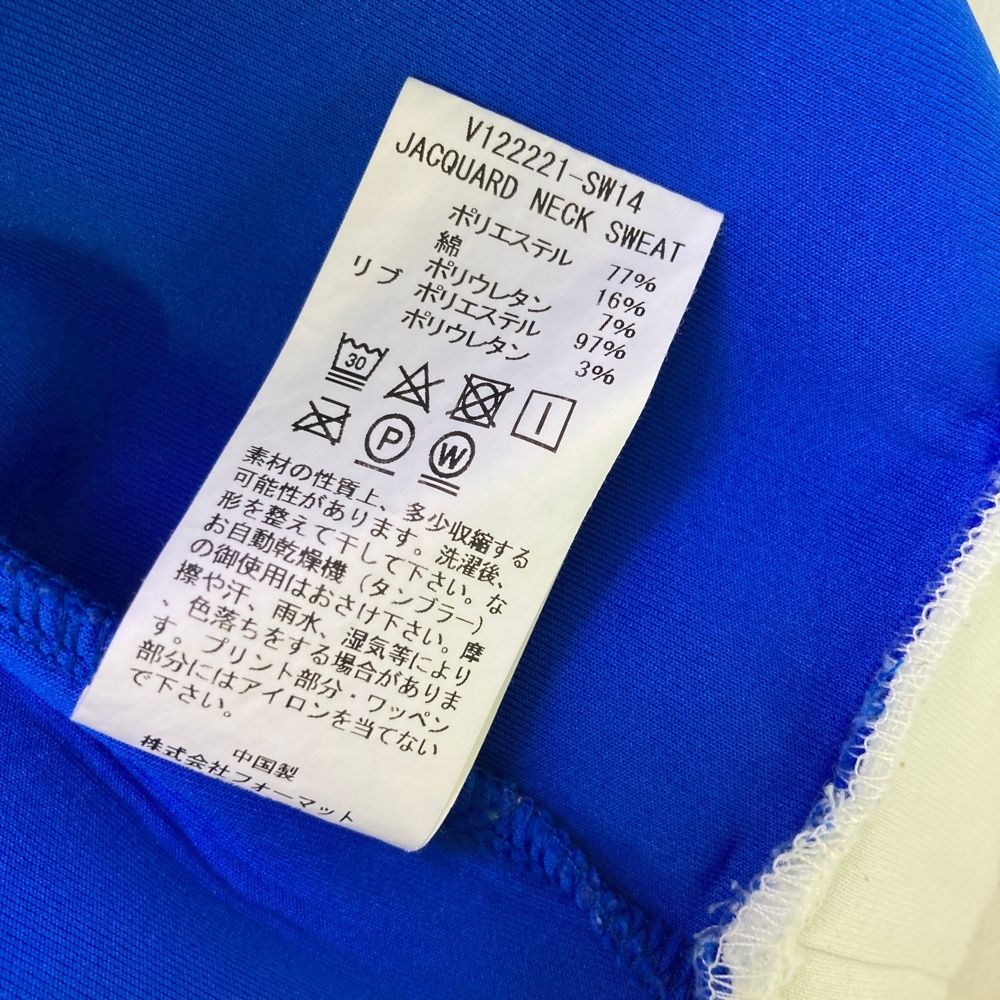 V122221-SW14
JACQUARD NECK SWEAT
ポリエステル 77%
綿 16%
ポリウレタン 7%
リブ ポリエステル 97%
ポリウレタン 3%
30
P W
素材の性質上、多少収縮する
可能性があります。洗濯後、
形を整えて干して下さい。な
お自動乾燥機(タンブラー)
の御使用はおさけ下さい。摩
擦や汗、雨水、湿気等により
、色落ちをする場合がありま
す。プリント部分・ワッペン
部分にはアイロンを当てない
で下さい。
中国製
株式会社フォーマット